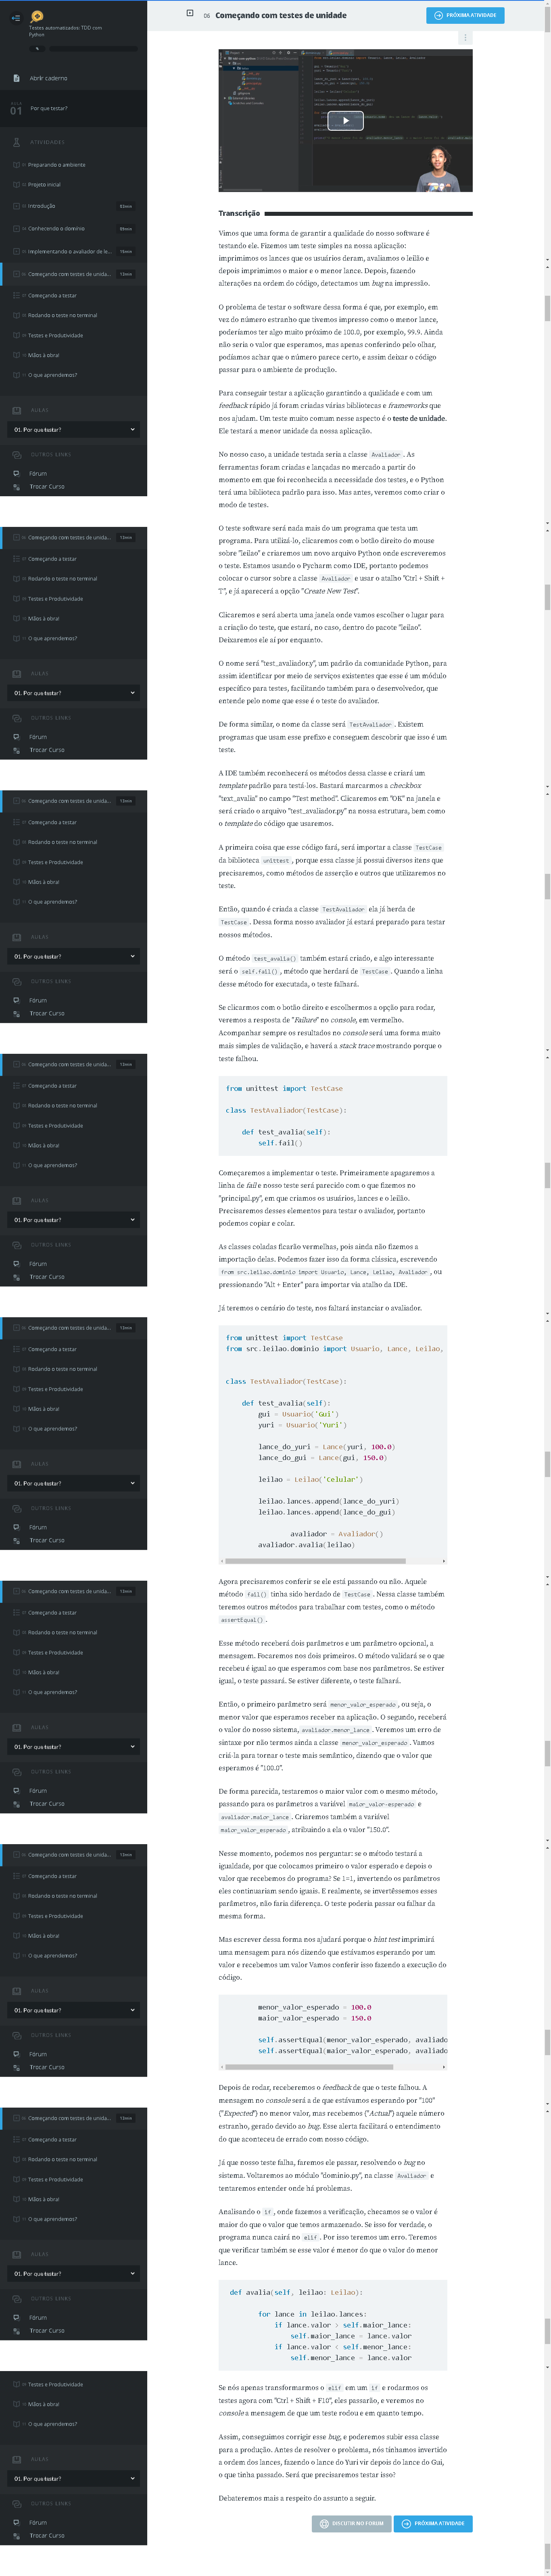 Testes automatizados: TDD com
Python
Abrir caderno
AULA
01
Por que testar?
ATIVIDADES
Preparando o ambiente
Projeto inicial
Introdução
Conhecendo o domínio
Implementando o avaliador de le...
Começando com testes de unida...
Começando a testar
Rodando o teste no terminal
Testes e Produtividade
Mãos à obra!
O que aprendemos?
AULAS
01. Por que testar?
OUTROS LINKS
Fórum
Trocar Curso
06 Começando com testes de unidade
PRÓXIMA ATIVIDADE
Transcrição
Vimos que uma forma de garantir a qualidade do nosso software é
testando ele. Fizemos um teste simples na nossa aplicação:
imprimimos os lances que os usuários deram, avaliamos o leilão e
depois imprimimos o maior e o menor lance. Depois, fazendo
alterações na ordem do código, detectamos um bug na impressão.
O problema de testar o software dessa forma é que, por exemplo, em
vez do número estranho que tivemos impresso como o menor lance,
poderíamos ter algo muito próximo de 100.0, por exemplo, 99.9. Ainda
não seria o valor que esperamos, mas apenas conferindo pelo olhar,
podíamos achar que o número parece certo, e assim deixar o código
passar para o ambiente de produção.
Para conseguir testar a aplicação garantindo a qualidade e com um
feedback rápido já foram criadas várias bibliotecas e frameworks que
nos ajudam. Um teste muito comum nesse aspecto é o teste de unidade.
Ele testará a menor unidade da nossa aplicação.
No nosso caso, a unidade testada seria a classe Avaliador. As
ferramentas foram criadas e lançadas no mercado a partir do
momento em que foi reconhecida a necessidade dos testes, e o Python
terá uma biblioteca padrão para isso. Mas antes, veremos como criar o
modo de testes.
O teste software será nada mais do um programa que testa um
programa. Para utilizá-lo, clicaremos com o botão direito do mouse
sobre "leilao" e criaremos um novo arquivo Python onde escreveremos
o teste. Estamos usando o Pycharm como IDE, portanto podemos
colocar o cursor sobre a classe Avaliador e usar o atalho "Ctrl + Shift +
T", e já aparecerá a opção "Create New Test".
Clicaremos e será aberta uma janela onde vamos escolher o lugar para
a criação do teste, que estará, no caso, dentro do pacote "leilao".
Deixaremos ele aí por enquanto.
O nome será "test_avaliador.y", um padrão da comunidade Python, para
assim identificar por meio de serviços existentes que esse é um módulo
específico para testes, facilitando também para o desenvolvedor, que
entende pelo nome que esse é o teste do avaliador.
De forma similar, o nome da classe será TestAvaliador. Existem
programas que usam esse prefixo e conseguem descobrir que isso é um
teste.
A IDE também reconhecerá os métodos dessa classe e criará um
template padrão para testá-los. Bastará marcarmos a checkbox
"text_avalia" no campo "Test method". Clicaremos em "OK" na janela e
será criado o arquivo "test_avaliador.py" na nossa estrutura, bem como
o template do código que usaremos.
A primeira coisa que esse código fará, será importar a classe TestCase
da biblioteca unittest, porque essa classe já possui diversos itens que
precisaremos, como métodos de asserção e outros que utilizaremos no
teste.
Então, quando é criada a classe TestAvaliador ela já herda de
TestCase. Dessa forma nosso avaliador já estará preparado para testar
nossos métodos.
O método test_avalia() também estará criado, e algo interessante
será o self.fail(), método que herdará de TestCase. Quando a linha
desse método for executada, o teste falhará.
Se clicarmos com o botão direito e escolhermos a opção para rodar,
veremos a resposta de "Failure" no console, em vermelho.
Acompanhar sempre os resultados no console será uma forma muito
mais simples de validação, e haverá a stack trace mostrando porque o
teste falhou.
from unittest import TestCase
class TestAvaliador(TestCase):
def test_avalia(self):
self.fail()
Começaremos a implementar o teste. Primeiramente apagaremos a
linha de fail e nosso teste será parecido com o que fizemos no
"principal.py", em que criamos os usuários, lances e o leilão.
Precisaremos desses elementos para testar o avaliador, portanto
podemos copiar e colar.
As classes coladas ficarão vermelhas, pois ainda não fizemos a
importação delas. Podemos fazer isso da forma clássica, escrevendo
from src.leilao.dominio import Usuario, Lance, Leilao, Avaliador, ou
pressionando "Alt + Enter" para importar via atalho da IDE.
Já teremos o cenário do teste, nos faltará instanciar o avaliador.
from unittest import TestCase
from src.leilao.dominio import Usuario, Lance, Leilao,
class TestAvaliador(TestCase):
def test_avalia(self):
gui = Usuario('Gui')
yuri = Usuario('Yuri')
lance_do_yuri = Lance(yuri, 100.0)
lance_do_gui = Lance(gui, 150.0)
leilao = Leilao('Celular')
leilao.lances.append(lance_do_yuri)
leilao.lances.append(lance_do_gui)
avaliador = Avaliador()
avaliador.avalia(leilao)
Agora precisaremos conferir se ele está passando ou não. Aquele
método fail() tinha sido herdado de TestCase. Nessa classe também
teremos outros métodos para trabalhar com testes, como o método
assertEqual().
Esse método receberá dois parâmetros e um parâmetro opcional, a
mensagem. Focaremos nos dois primeiros. O método validará se o que
recebeu é igual ao que esperamos com base nos parâmetros. Se estiver
igual, o teste passará. Se estiver diferente, o teste falhará.
Então, o primeiro parâmetro será menor_valor_esperado, ou seja, o
menor valor que esperamos receber na aplicação. O segundo, receberá
o valor do nosso sistema, avaliador.menor_lance. Veremos um erro de
sintaxe por não termos ainda a classe menor_valor_esperado. Vamos
criá-la para tornar o teste mais semântico, dizendo que o valor que
esperamos é "100.0".
De forma parecida, testaremos o maior valor com o mesmo método,
passando para os parâmetros a variável maior_valor-esperado e
avaliador.maior_lance. Criaremos também a variável
maior_valor_esperado, atribuindo a ela o valor "150.0".
Nesse momento, podemos nos perguntar: se o método testará a
igualdade, por que colocamos primeiro o valor esperado e depois o
valor que recebemos do programa? Se 1=1, invertendo os parâmetros
eles continuariam sendo iguais. E realmente, se invertêssemos esses
parâmetros, não faria diferença. O teste poderia passar ou falhar da
mesma forma.
Mas escrever dessa forma nos ajudará porque o hint test imprimirá
uma mensagem para nós dizendo que estávamos esperando por um
valor e recebemos um valor Vamos conferir isso fazendo a execução do
código.
menor_valor_esperado = 100.0
maior_valor_esperado = 150.0
self.assertEqual(menor_valor_esperado, avaliado
self.assertEqual(maior_valor_esperado, avaliado
Depois de rodar, receberemos o feedback de que o teste falhou. A
mensagem no console será a de que estávamos esperando por "100"
("Expected") no menor valor, mas recebemos ("Actual") aquele número
estranho, gerado devido ao bug. Esse alerta facilitará o entendimento
do que aconteceu de errado com nosso código.
Já que nosso teste falha, faremos ele passar, resolvendo o bug no
sistema. Voltaremos ao módulo "dominio.py", na classe Avaliador e
tentaremos entender onde há problemas.
Analisando o if, onde fazemos a verificação, checamos se o valor é
maior do que o valor que temos armazenado. Se isso for verdade, o
programa nunca cairá no elif. Por isso teremos um erro. Teremos
que verificar também se esse valor é menor do que o valor do menor
lance.
def avalia(self, leilao: Leilao):
for lance in leilao.lances:
if lance.valor > self.maior_lance:
self.maior_lance = lance.valor
if lance.valor < self.menor_lance:
self.menor_lance = lance.valor
Se nós apenas transformarmos o elif em um if e rodarmos os
testes agora com "Ctrl + Shift + F10", eles passarão, e veremos no
console a mensagem de que um teste rodou e em quanto tempo.
Assim, conseguimos corrigir esse bug, e poderemos subir essa classe
para a produção. Antes de resolver o problema, nós tínhamos invertido
a ordem dos lances, fazendo o lance do Yuri vir depois do lance do Gui,
o que tinha passado. Será que precisaremos testar isso?
Debateremos mais a respeito do assunto a seguir.
DISCUTIR NO FORUM
PRÓXIMA ATIVIDADE